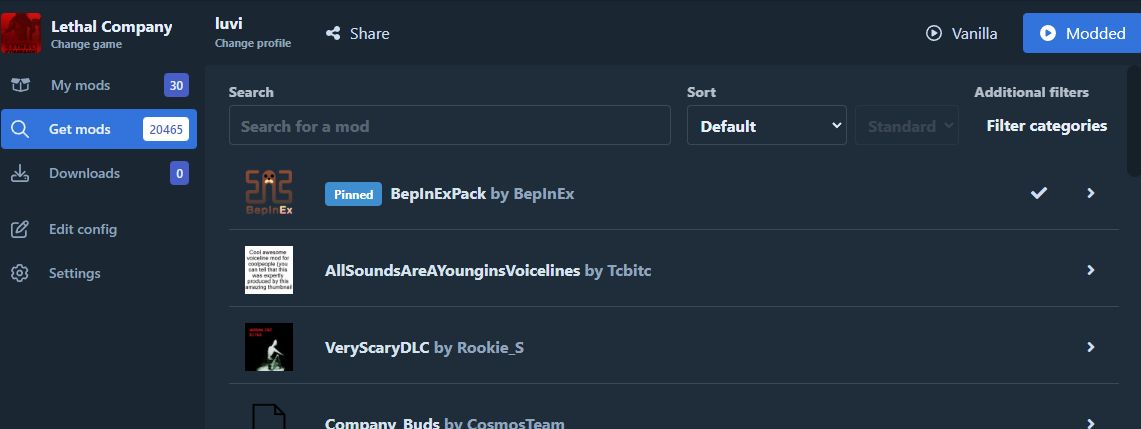 Lethal Company
Change game
luvi
Change profile
Share
Vanilla
Modded
My mods 30
Get mods 20465
Downloads 0
Edit config
Settings
Search
Search for a mod
Sort
Default
Standard
Additional filters
Filter categories
BepInEx
Pinned BepInExPack by BepInEx
Cool awesome
voiceline mod for
coolpeople (you
can tell that this
was expertly
produced by this
amazing thumbnail
AllSoundsAreAYounginsVoicelines by Tcbitc
VeryScaryDLC by Rookie_S
Company_Buds by CosmosTeam